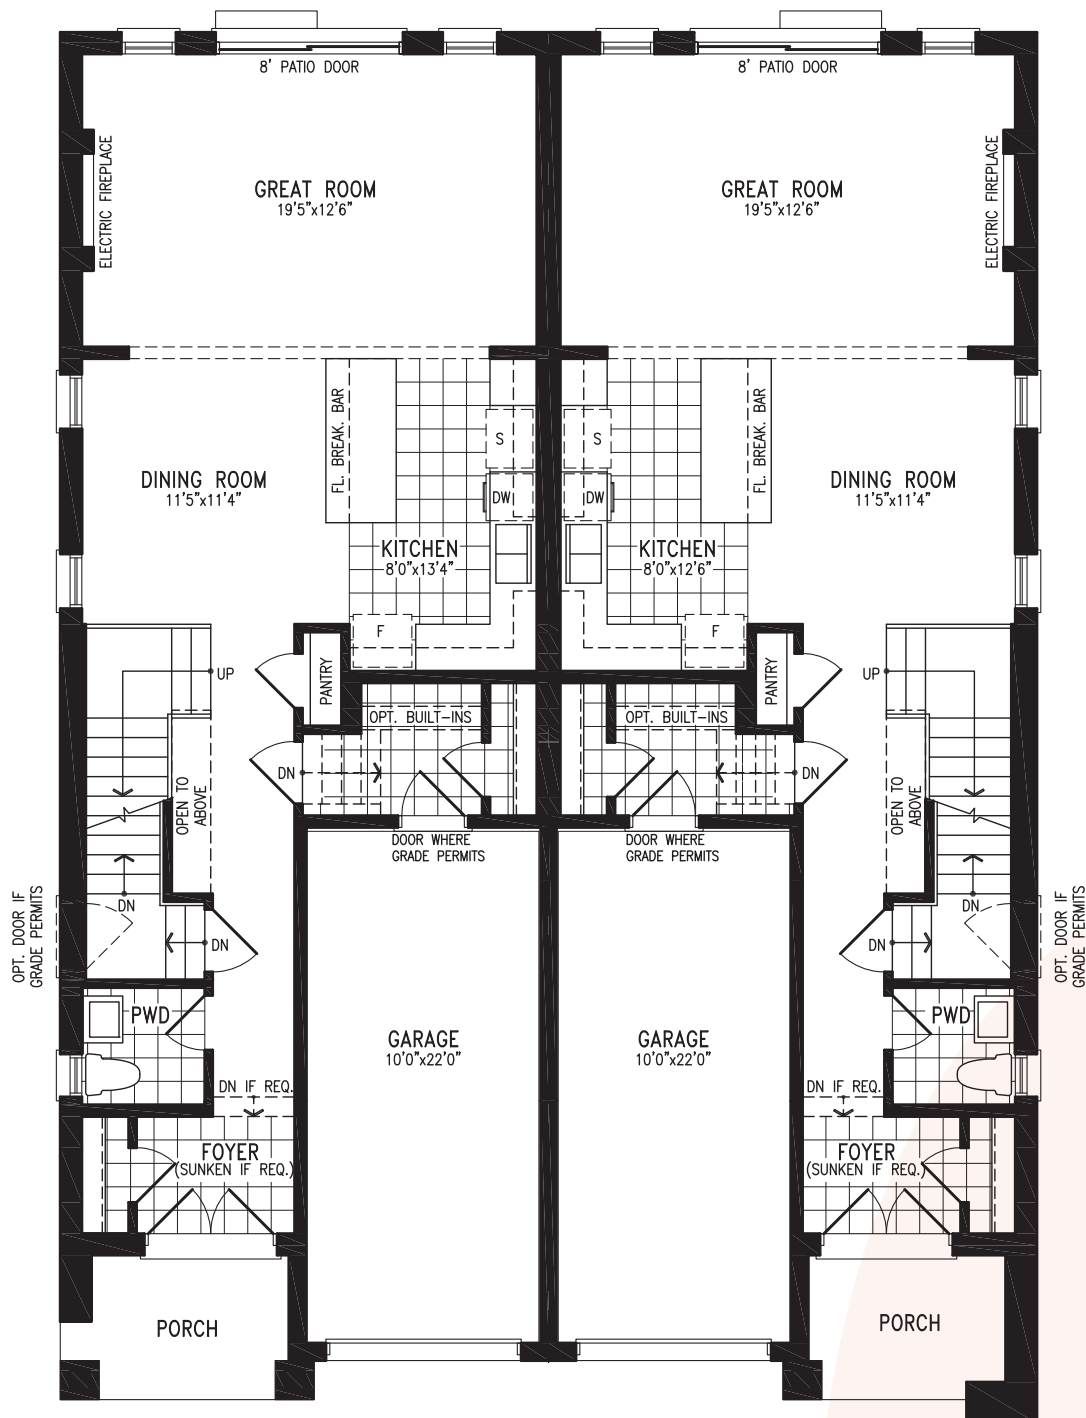 8' PATIO DOOR
8' PATIO DOOR
ELECTRIC FIREPLACE
GREAT ROOM
19'5"x12'6"
GREAT ROOM
19'5"x12'6"
ELECTRIC FIREPLACE
FL. BREAK. BAR
S
S
FL. BREAK. BAR
DINING ROOM
11'5"x11'4"
DW
DW
DINING ROOM
11'5"x11'4"
KITCHEN
8'0"x13'4"
KITCHEN
8'0"x12'6"
F
F
UP
PANTRY
PANTRY
UP
OPT. BUILT-INS
OPT. BUILT-INS
DN
DN
OPEN TO
ABOVE
OPEN TO
ABOVE
DOOR WHERE
GRADE PERMITS
DOOR WHERE
GRADE PERMITS
OPT. DOOR IF
GRADE PERMITS
DN
DN
OPT. DOOR IF
GRADE PERMITS
DN
DN
PWD
PWD
GARAGE
10'0"x22'0"
GARAGE
10'0"x22'0"
DN IF REQ.
DN IF REQ.
FOYER
(SUNKEN IF REQ.)
FOYER
(SUNKEN IF REQ.)
PORCH
PORCH